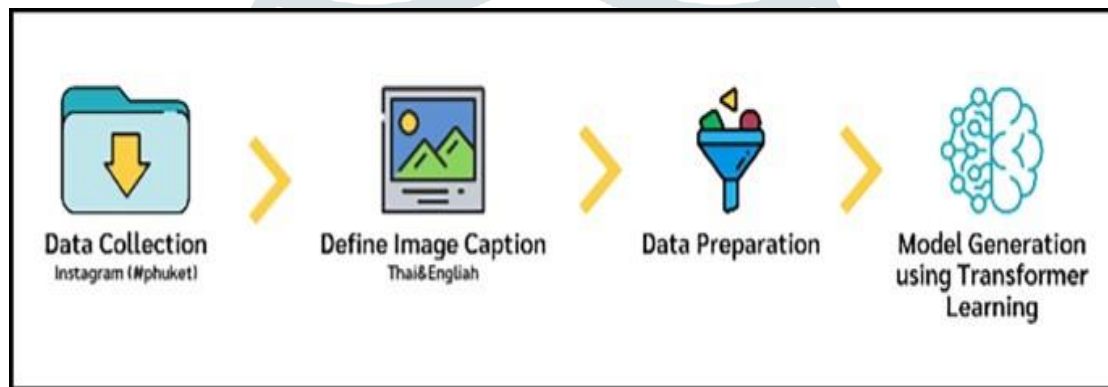 Data Collection
Instagram (#phuket)
Define Image Caption
Thai&Engliah
Data Preparation
Model Generation
using Transformer
Learning